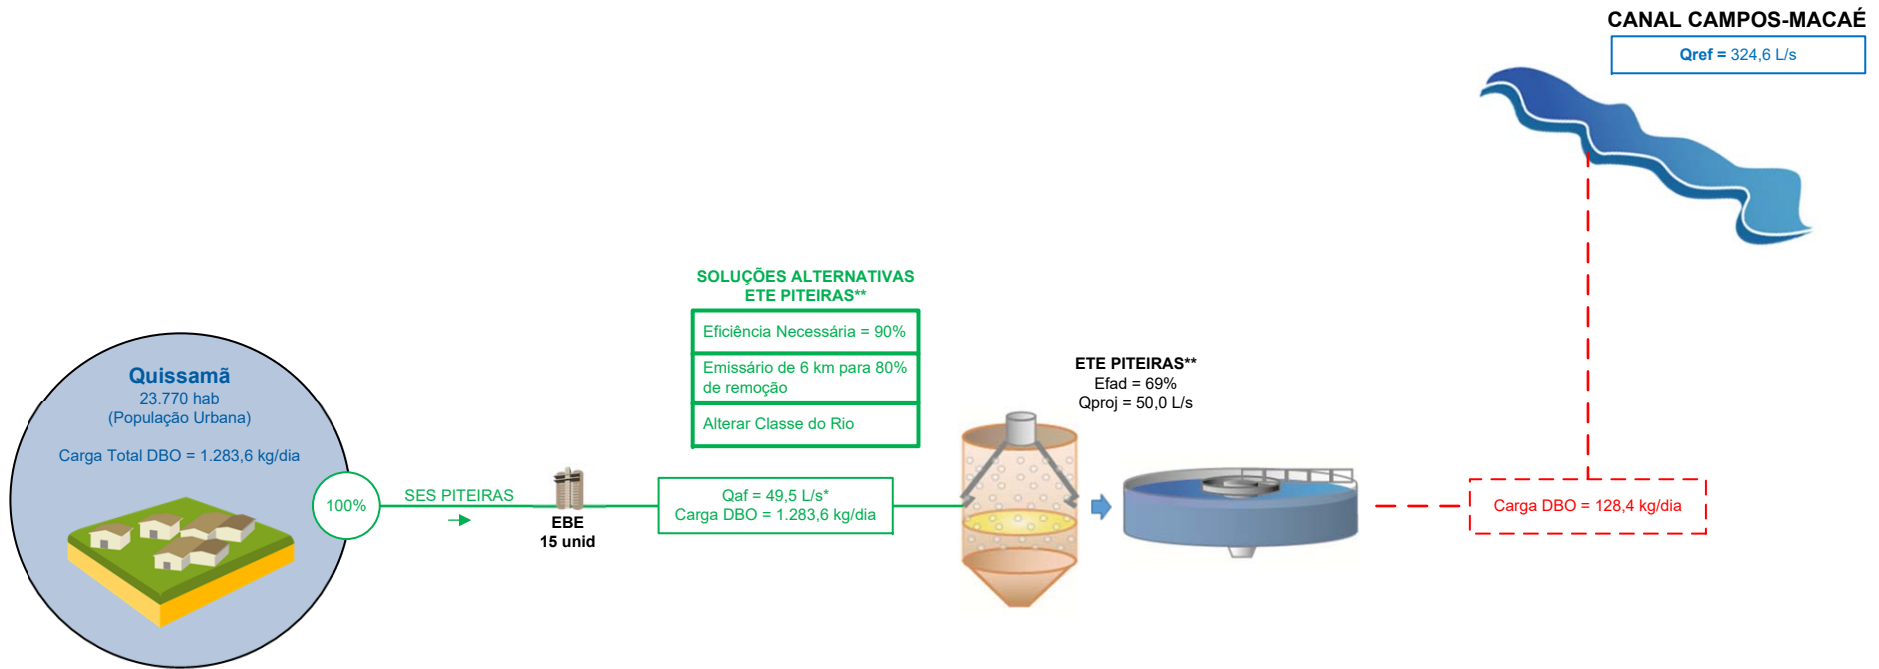 CANAL CAMPOS-MACAÉ
Qref = 324,6 L/s
SOLUÇÕES ALTERNATIVAS
ETE PITEIRAS**
Eficiência Necessária = 90%
Emissário de 6 km para 80%
de remoção
Alterar Classe do Rio
ETE PITEIRAS**
Efad = 69%
Qproj = 50,0 L/s
Quissamã
23.770 hab
(População Urbana)
Carga Total DBO = 1.283,6 kg/dia
100%
SES PITEIRAS
EBE
15 unid
Qaf = 49,5 L/s*
Carga DBO = 1.283,6 kg/dia
Carga DBO = 128,4 kg/dia